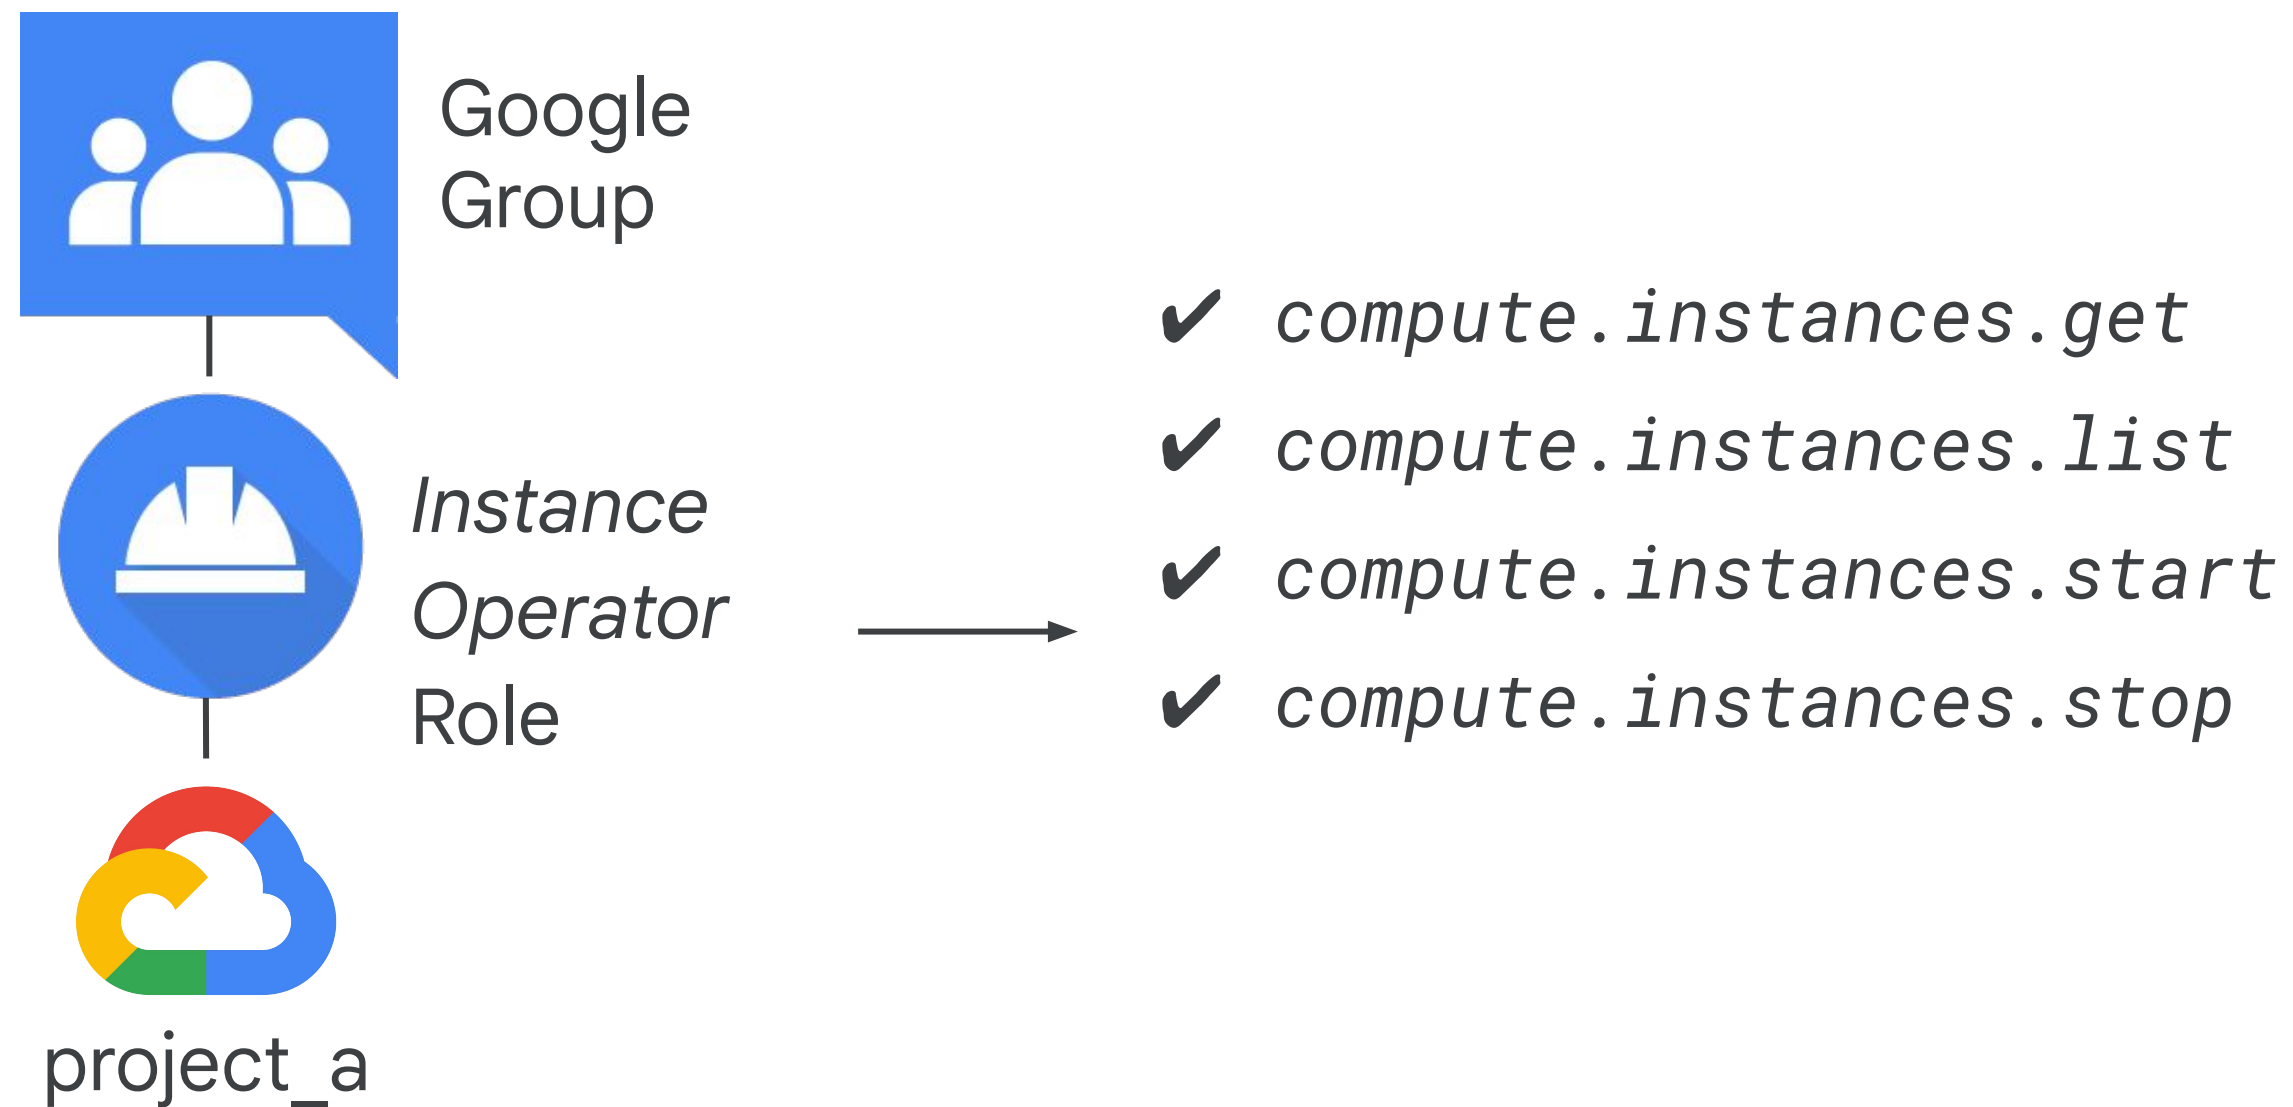 Google
Group
Instance
Operator
Role
project_a
✔ compute.instances.get
✔ compute.instances.list
✔ compute.instances.start
✔ compute.instances.stop